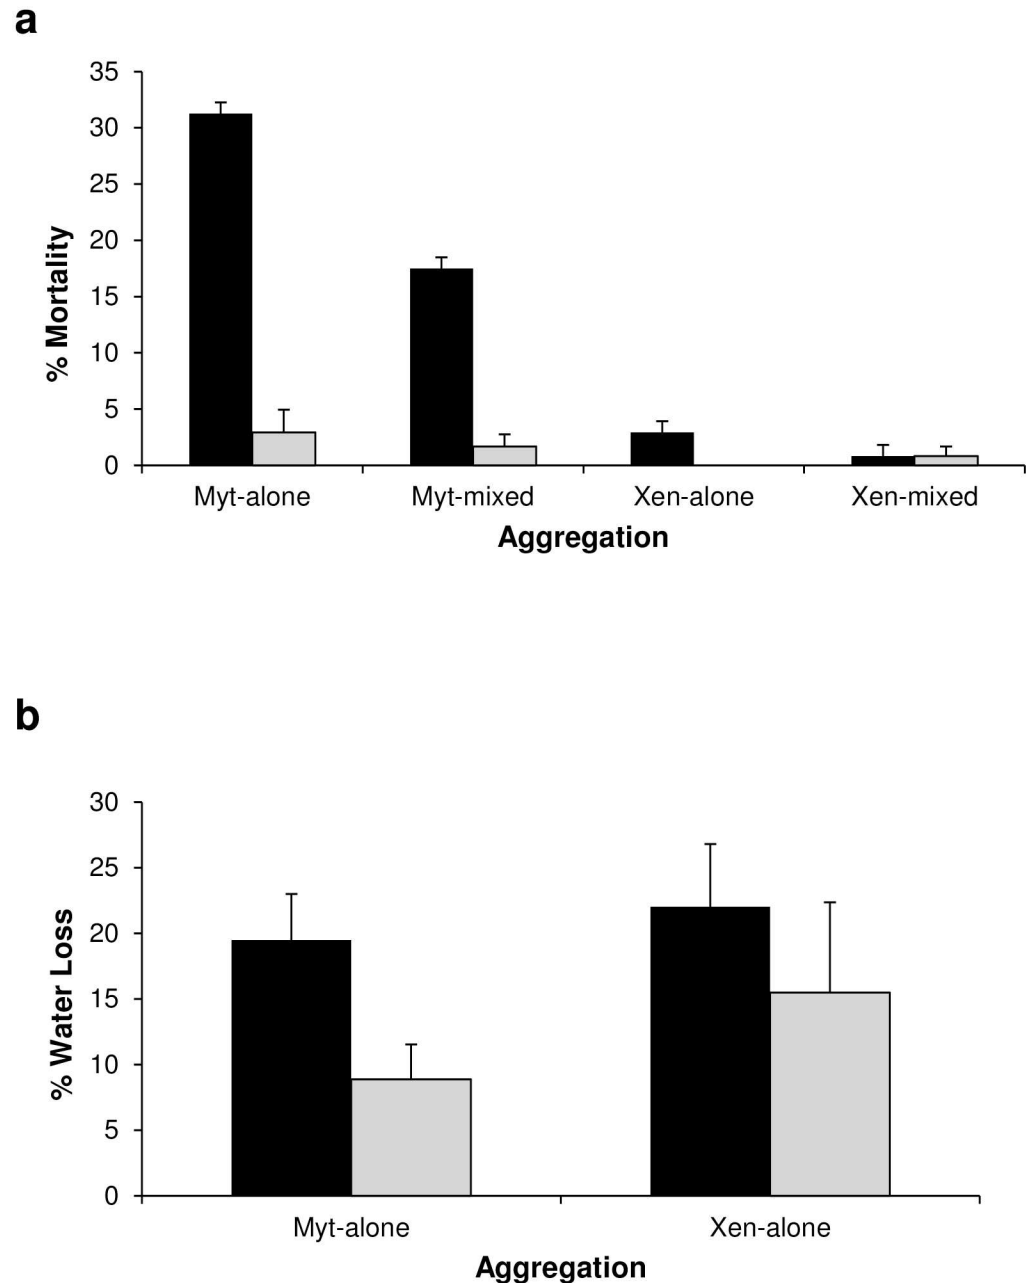 a
35
30
25
20
15
10
5
0
% Mortality
Myt-alone Myt-mixed Xen-alone Xen-mixed
Aggregation
b
30
25
20
15
10
5
0
% Water Loss
Myt-alone Xen-alone
Aggregation